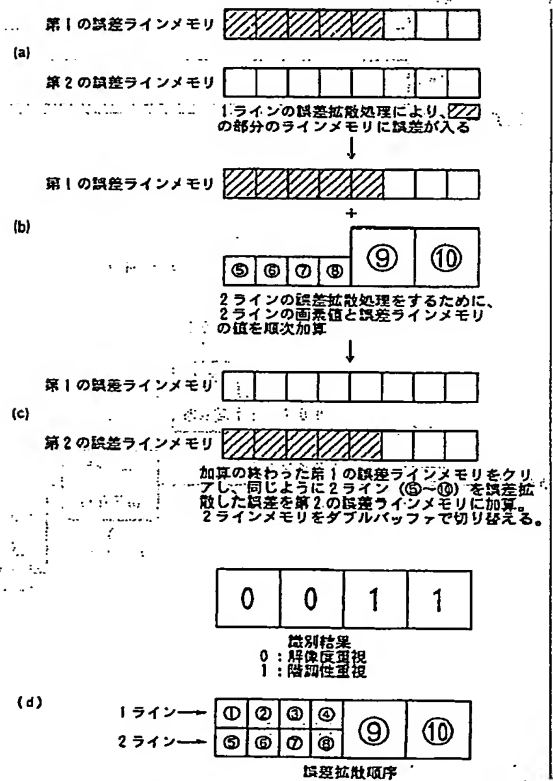 第1の誤差ラインメモリ
(a)
第2の誤差ラインメモリ
1ラインの誤差拡散処理により、
の部分のラインメモリに誤差が入る
↓
第1の誤差ラインメモリ
+
(b)
⑤ ⑥ ⑦ ⑧ ⑨ ⑩
2ラインの誤差拡散処理をするために、
2ラインの画素値と誤差ラインメモリ
の値を順次加算
↓
第1の誤差ラインメモリ
(c)
第2の誤差ラインメモリ
加算の終わった第1の誤差ラインメモリをクリ
アし、同じように2ライン(⑤~⑩)を誤差拡
散した誤差を第2の誤差ラインメモリに加算。
2ラインメモリをダブルバッファで切り替える。
0 0 1 1
識別結果
0:解像度重視
1:階調性重視
(d)
1ライン→ ① ② ③ ④ ⑨ ⑩
2ライン→ ⑤ ⑥ ⑦ ⑧
誤差拡散順序